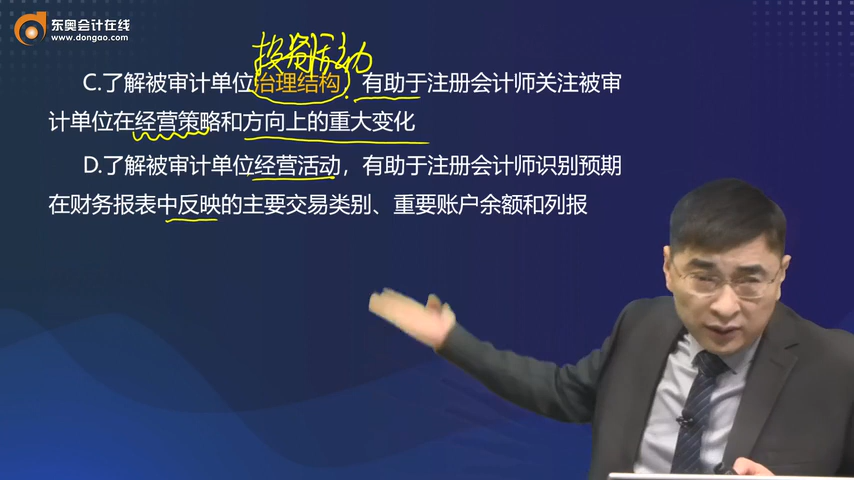 东奥会计在线
www.dongao.com
投资活动
C.了解被审计单位治理结构，有助于注册会计师关注被审
计单位在经营策略和方向上的重大变化
D.了解被审计单位经营活动，有助于注册会计师识别预期
在财务报表中反映的主要交易类别、重要账户余额和列报